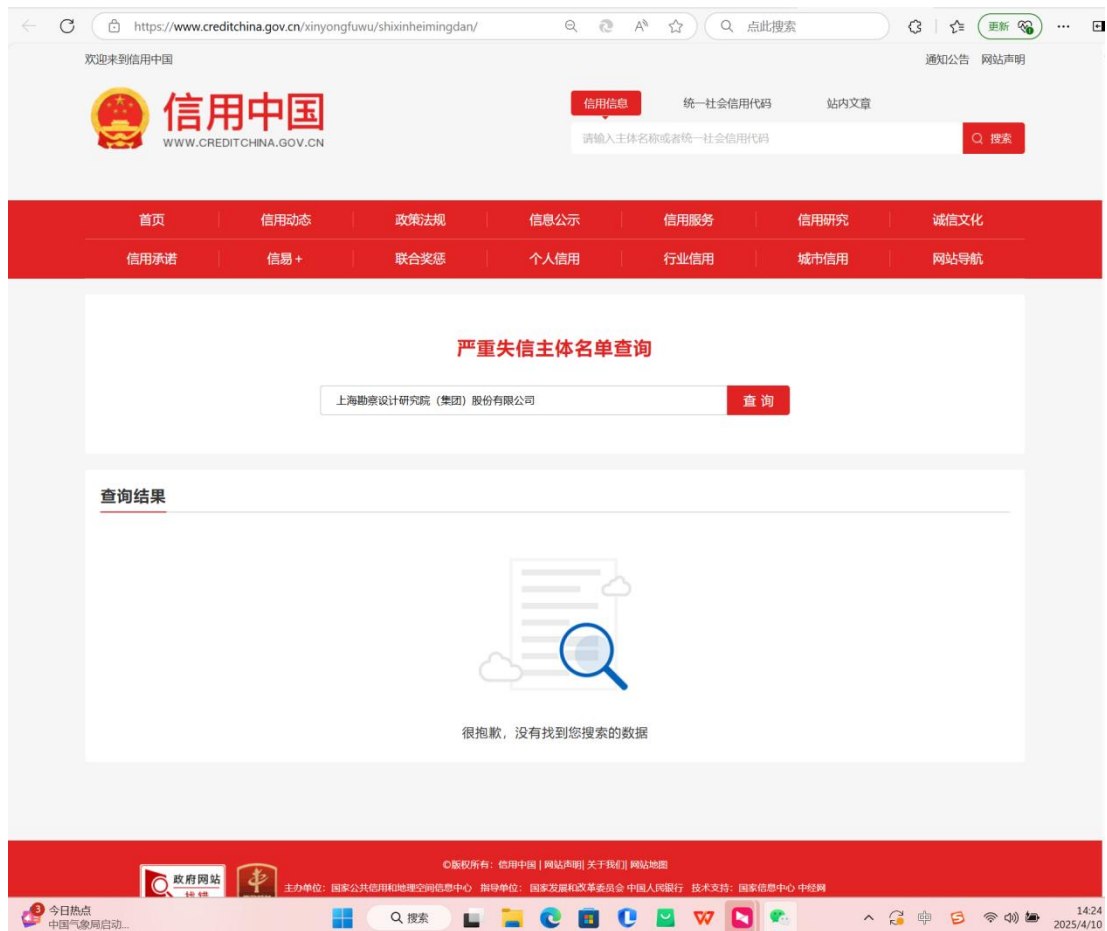 https://www.creditchina.gov.cn/xinyongfuwu/shixinheimingdan/
点此搜索
更新
欢迎来到信用中国
通知公告 网站声明
信用中国
WWW.CREDITCHINA.GOV.CN
信用信息 统一社会信用代码 站内文章
请输入主体名称或者统一社会信用代码
搜索
首页 信用动态 政策法规 信息公示 信用服务 信用研究 诚信文化
信用承诺 信易+ 联合奖惩 个人信用 行业信用 城市信用 网站导航
严重失信主体名单查询
上海勘察设计研究院（集团）股份有限公司
查 询
查询结果
很抱歉，没有找到您搜索的数据
©版权所有：信用中国 | 网站声明| 关于我们| 网站地图
政府网站
找错
主办单位：国家公共信用和地理空间信息中心 指导单位：国家发展和改革委员会 中国人民银行 技术支持：国家信息中心 中经网
3
今日热点
中国气象局启动...
搜索
中
14:24
2025/4/10